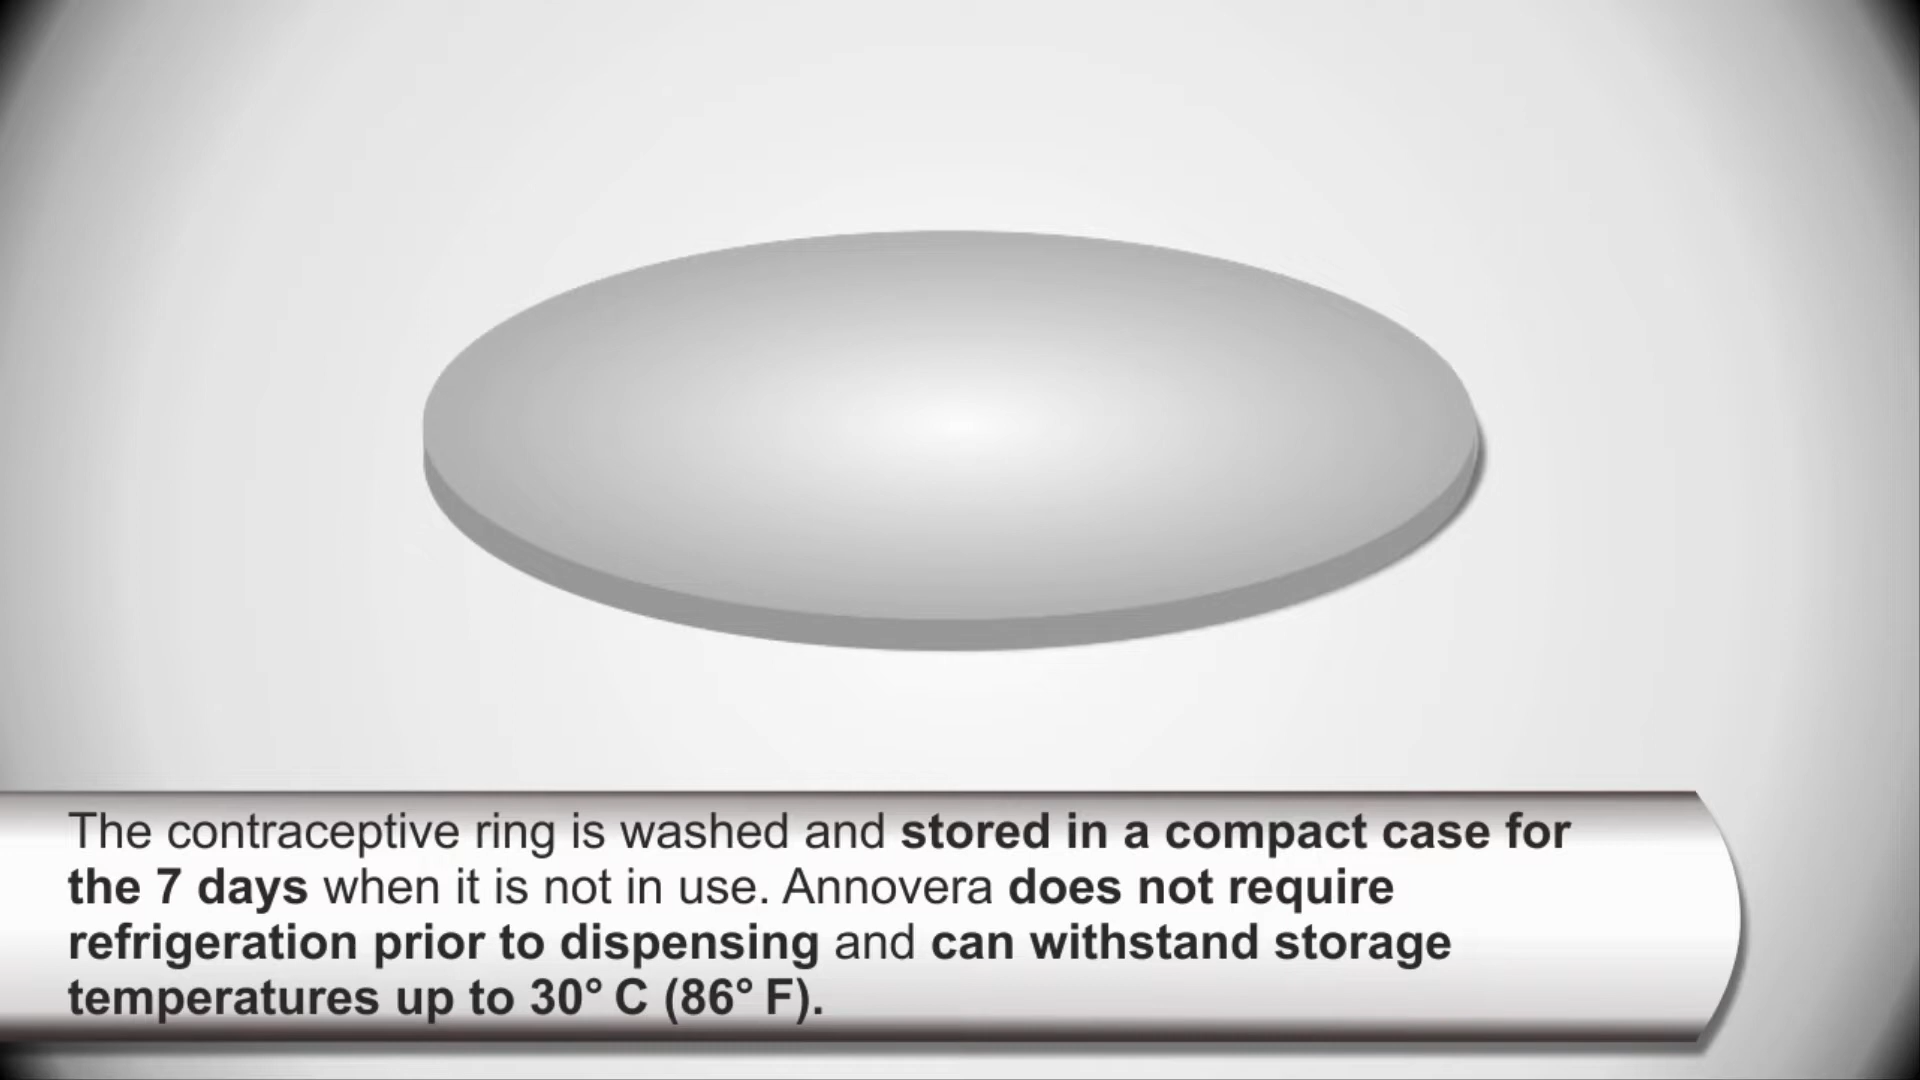 The contraceptive ring is washed and stored in a compact case for
the 7 days when it is not in use. Annovera does not require
refrigeration prior to dispensing and can withstand storage
temperatures up to 30° C (86° F).